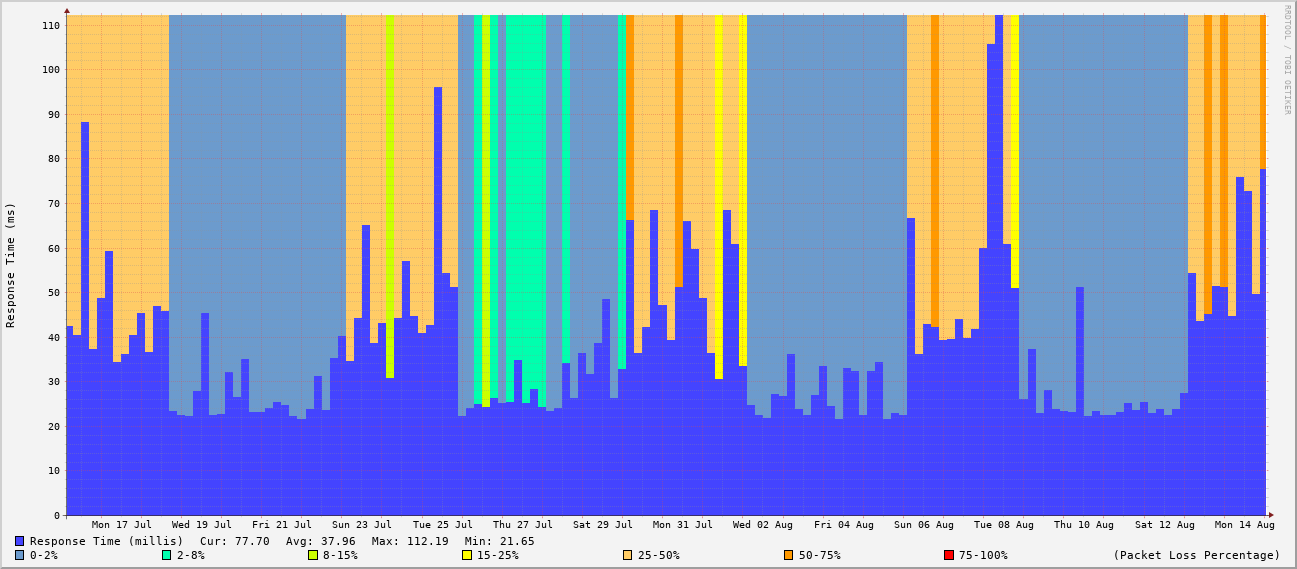 RRDTOOL / TOBI OETIKER
Response Time (ms)
110
100
90
80
70
60
50
40
30
20
10
0
Mon 17 Jul Wed 19 Jul Fri 21 Jul Sun 23 Jul Tue 25 Jul Thu 27 Jul Sat 29 Jul Mon 31 Jul Wed 02 Aug Fri 04 Aug Sun 06 Aug Tue 08 Aug Thu 10 Aug Sat 12 Aug Mon 14 Aug
Response Time (millis) Cur: 77.70 Avg: 37.96 Max: 112.19 Min: 21.65
0-2% 2-8% 8-15% 15-25% 25-50% 50-75% 75-100% (Packet Loss Percentage)